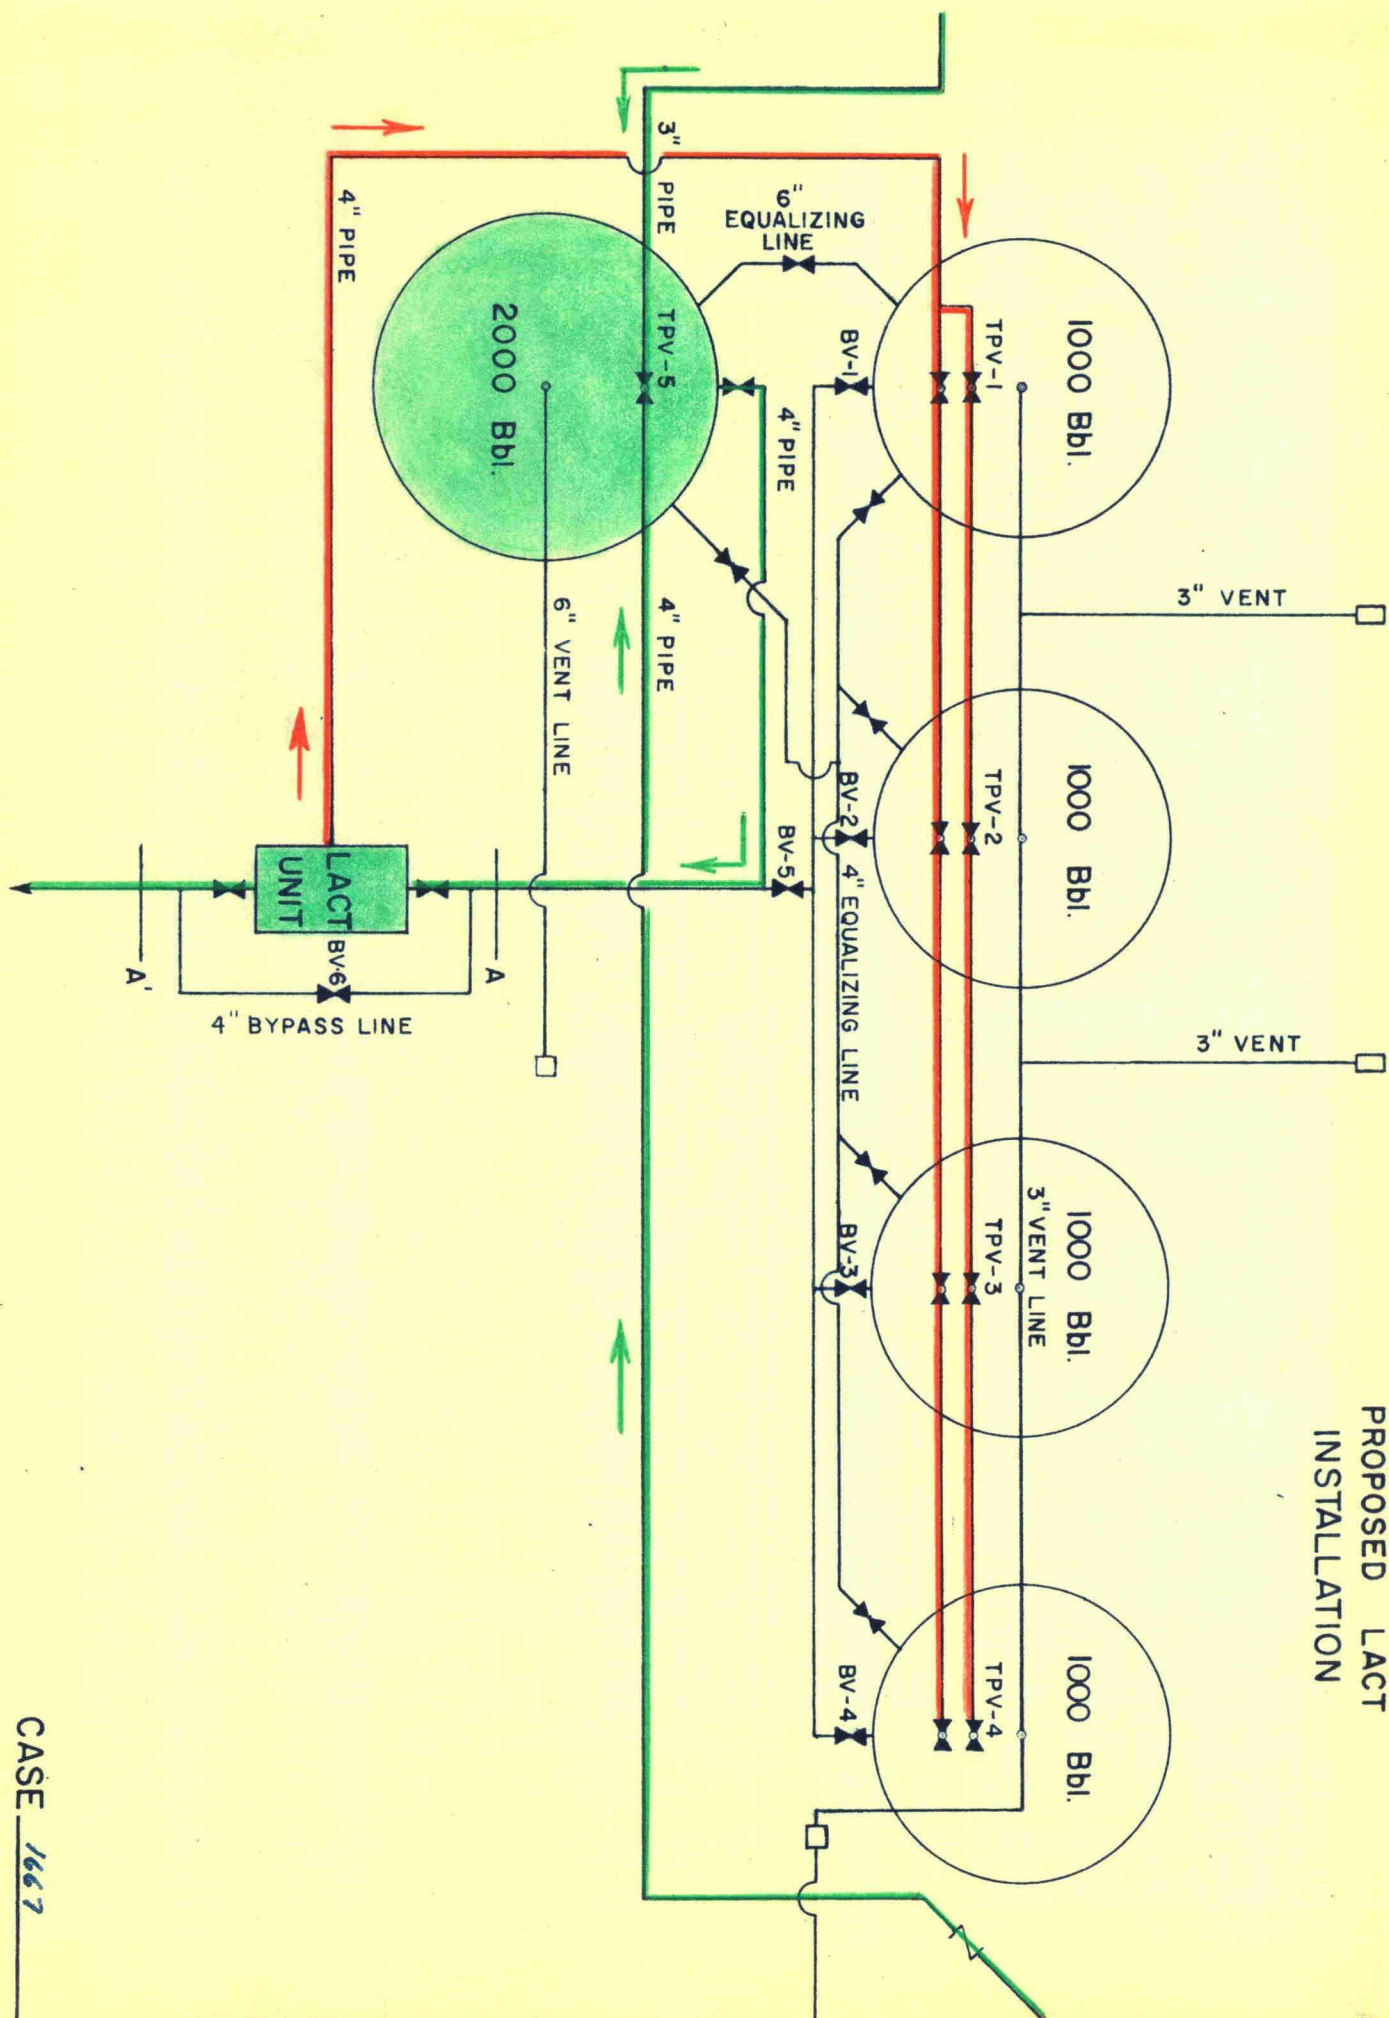 PROPOSED LACT
INSTALLATION
3" VENT
3" VENT
1000 Bbl.
1000 Bbl.
1000 Bbl.
1000 Bbl.
3" VENT LINE
TPV-1
TPV-2
TPV-3
TPV-4
6"
EQUALIZING
LINE
BV-1
BV-2
4" EQUALIZING LINE
BV-3
BV-4
4" PIPE
BV-5
3" PIPE
TPV-5
4" PIPE
2000 Bbl.
6" VENT LINE
4" PIPE
LACT
UNIT
BV-6
A
A'
4" BYPASS LINE
CASE 1667